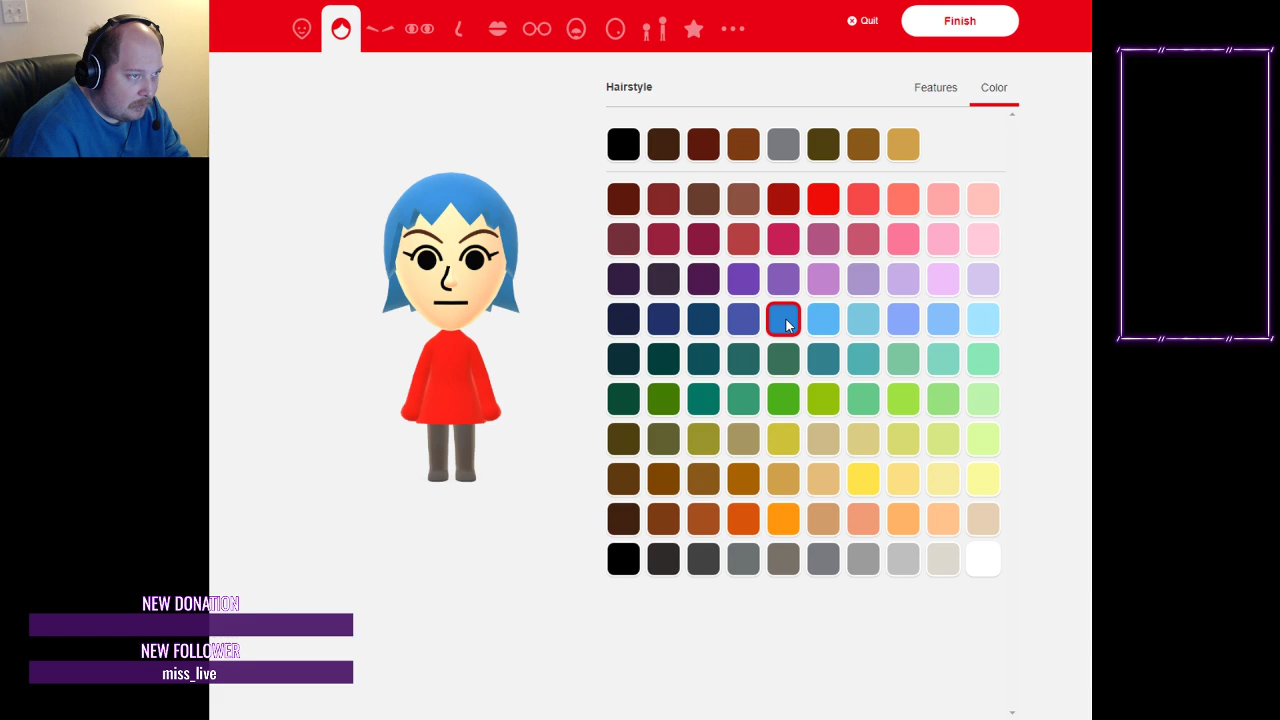 Quit
Finish
Hairstyle
Features
Color
NEW DONATION
NEW FOLLOWER
miss_live